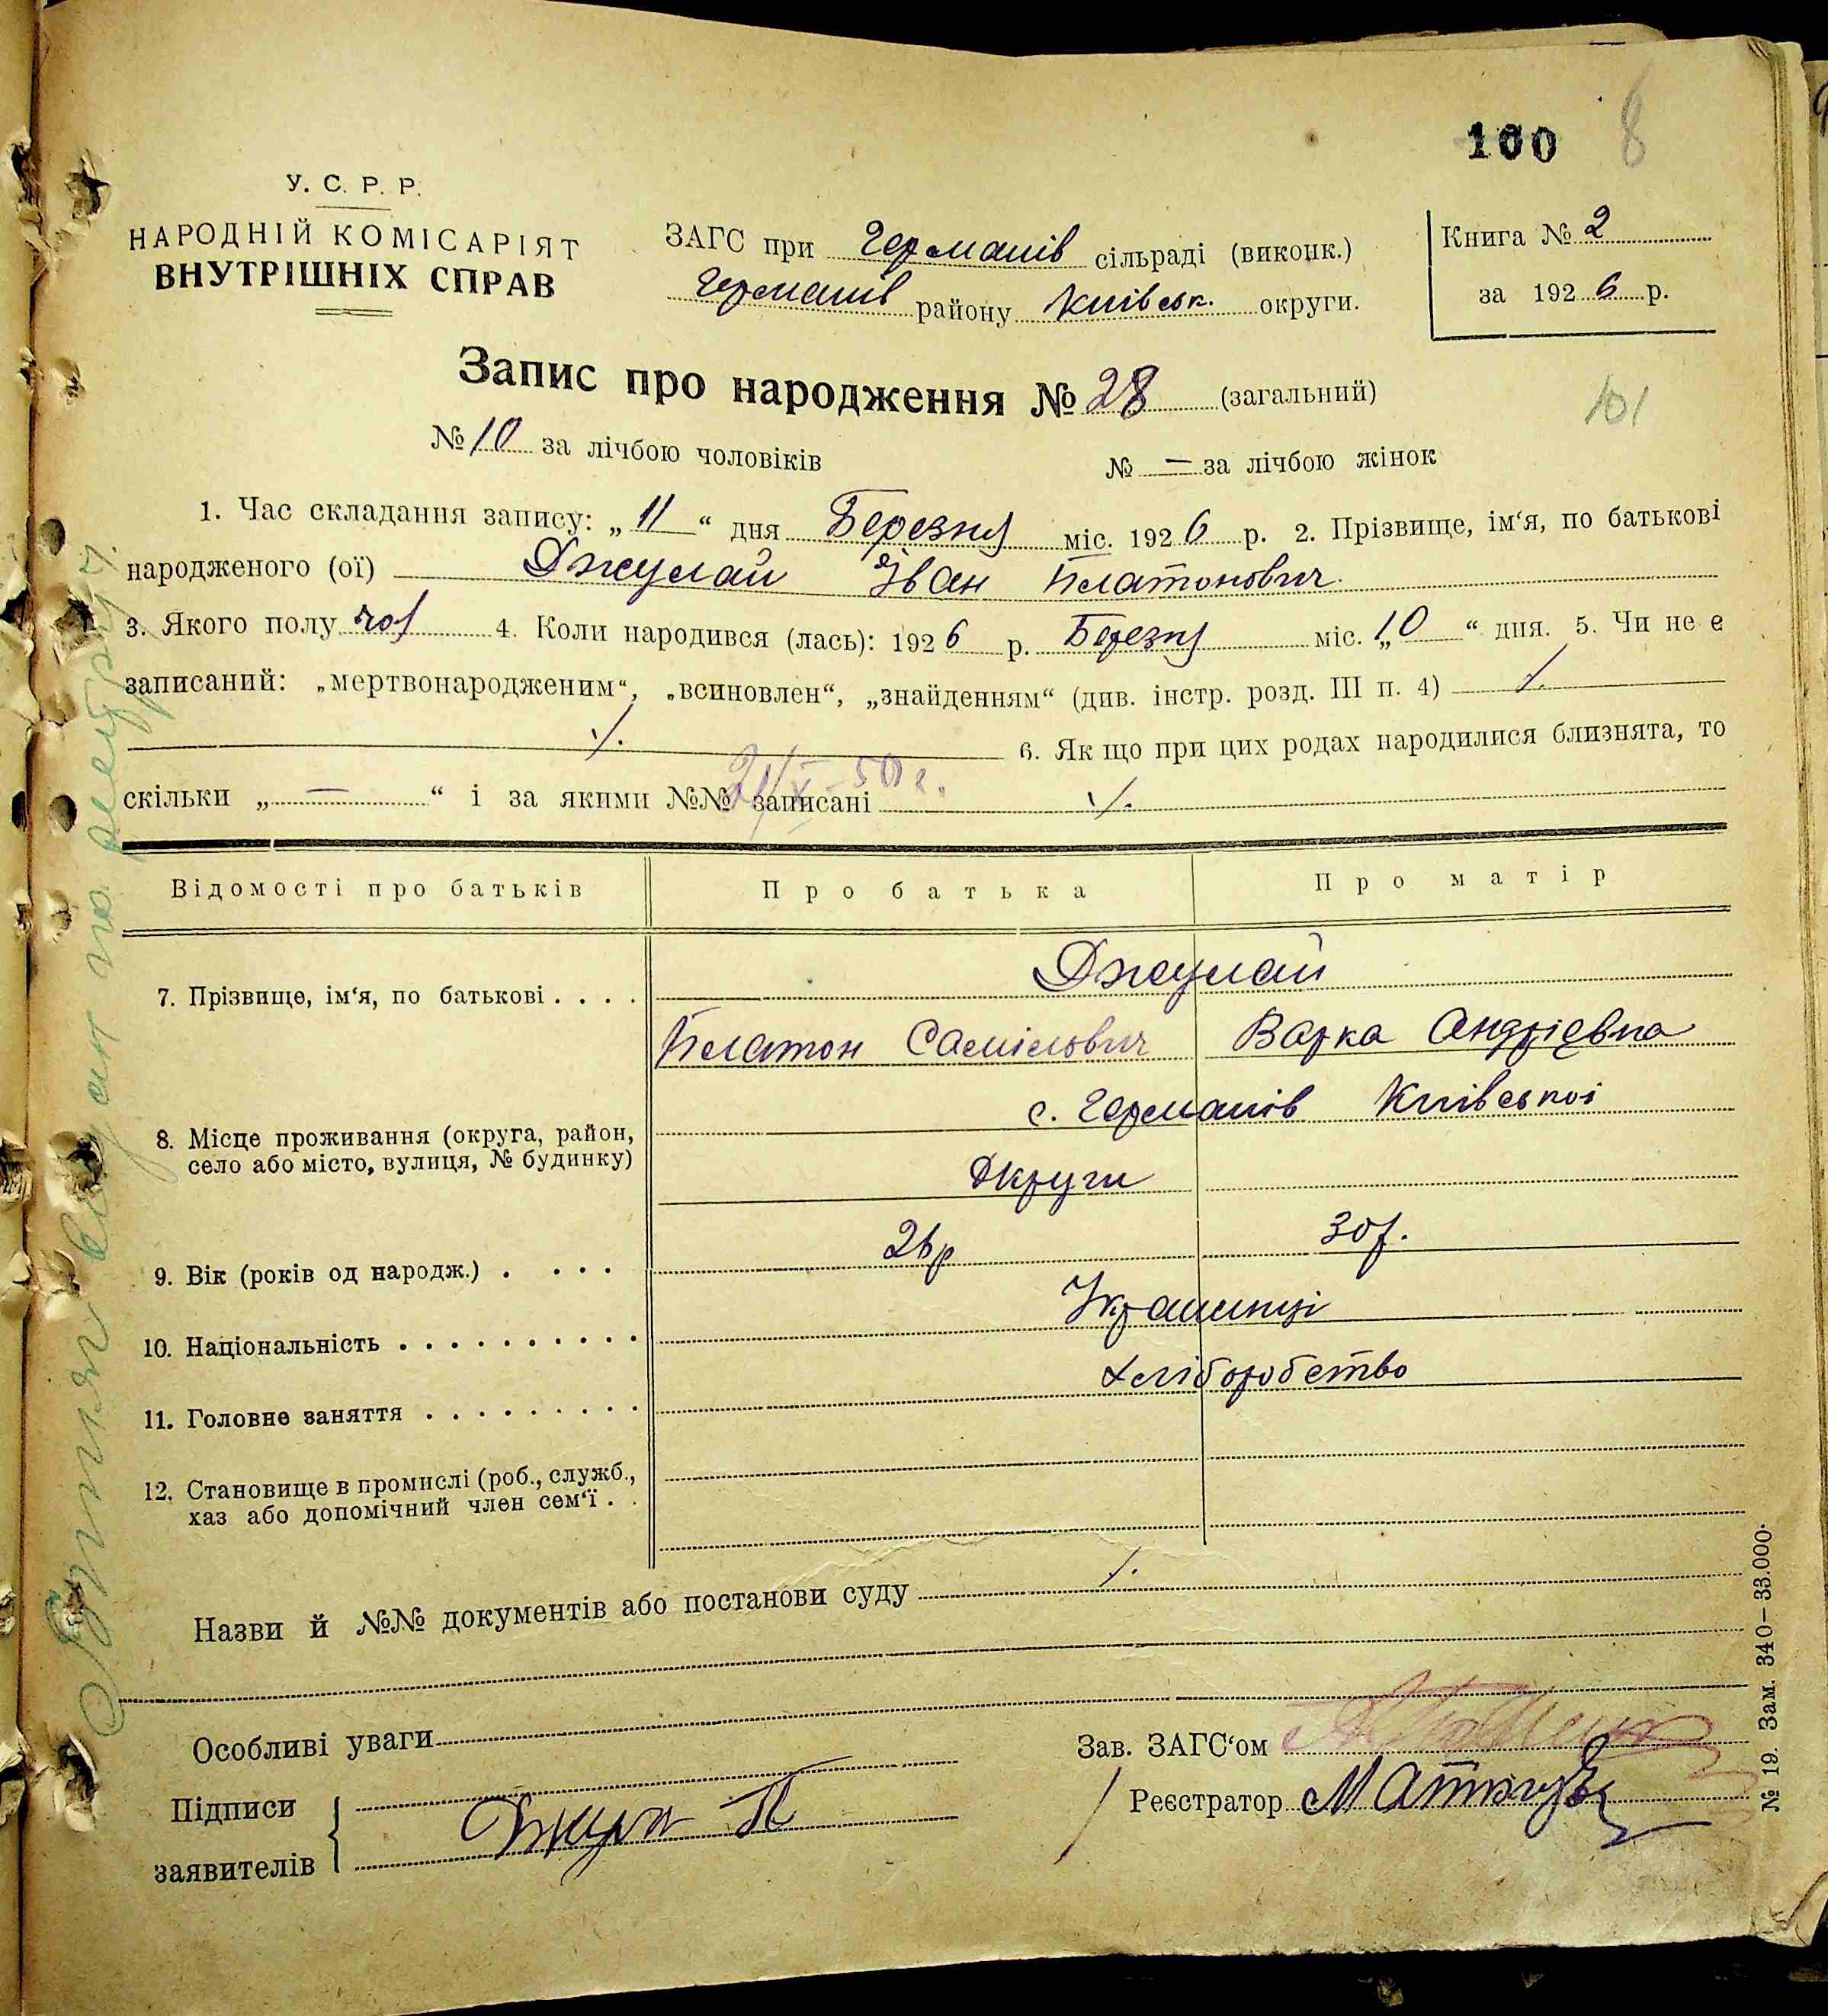 100 8
У. С. Р. Р.
НАРОДНІЙ КОМІСАРІЯТ
ВНУТРІШНІХ СПРАВ
ЗАГС при Германів сільраді (виконк.)
Германів району Київськ. округи.
Книга № 2
за 1926 р.
Запис про народження № 28 (загальний)
101
№ 10 за лічбою чоловіків № — за лічбою жінок
1. Час складання запису: „11“ дня Березня міс. 1926 р. 2. Прізвище, ім‘я, по батькові
народженого (ої) Джулай Іван Платонович
3. Якого полу чол 4. Коли народився (лась): 1926 р. Березня міс. „10“ дня. 5. Чи не є
записаний: „мертвонародженим“, „всиновлен“, „знайденням“ (див. інстр. розд. III п. 4)
6. Як що при цих родах народилися близнята, то
скільки „—“ і за якими №№ записані
Відомості про батьків Про батька Про матір
7. Прізвище, ім‘я, по батькові . . . . Джулай
Платон Самілович Варка Андрієвна
8. Місце проживання (округа, район, село або місто, вулиця, № будинку) с. Германів Київської
Округи
9. Вік (років од народж.) . . . . 26р 30р.
10. Національність . . . . . . . . . . Українці
11. Головне заняття . . . . . . . . . Хліборобство
12. Становище в промислі (роб., служб.,
хаз або допомічний член сем‘ї . .
Назви й №№ документів або постанови суду
Особливі уваги
Зав. ЗАГС‘ом
Підписи
заявителів
Реєстратор
№ 19. Зам. 340—33.000.